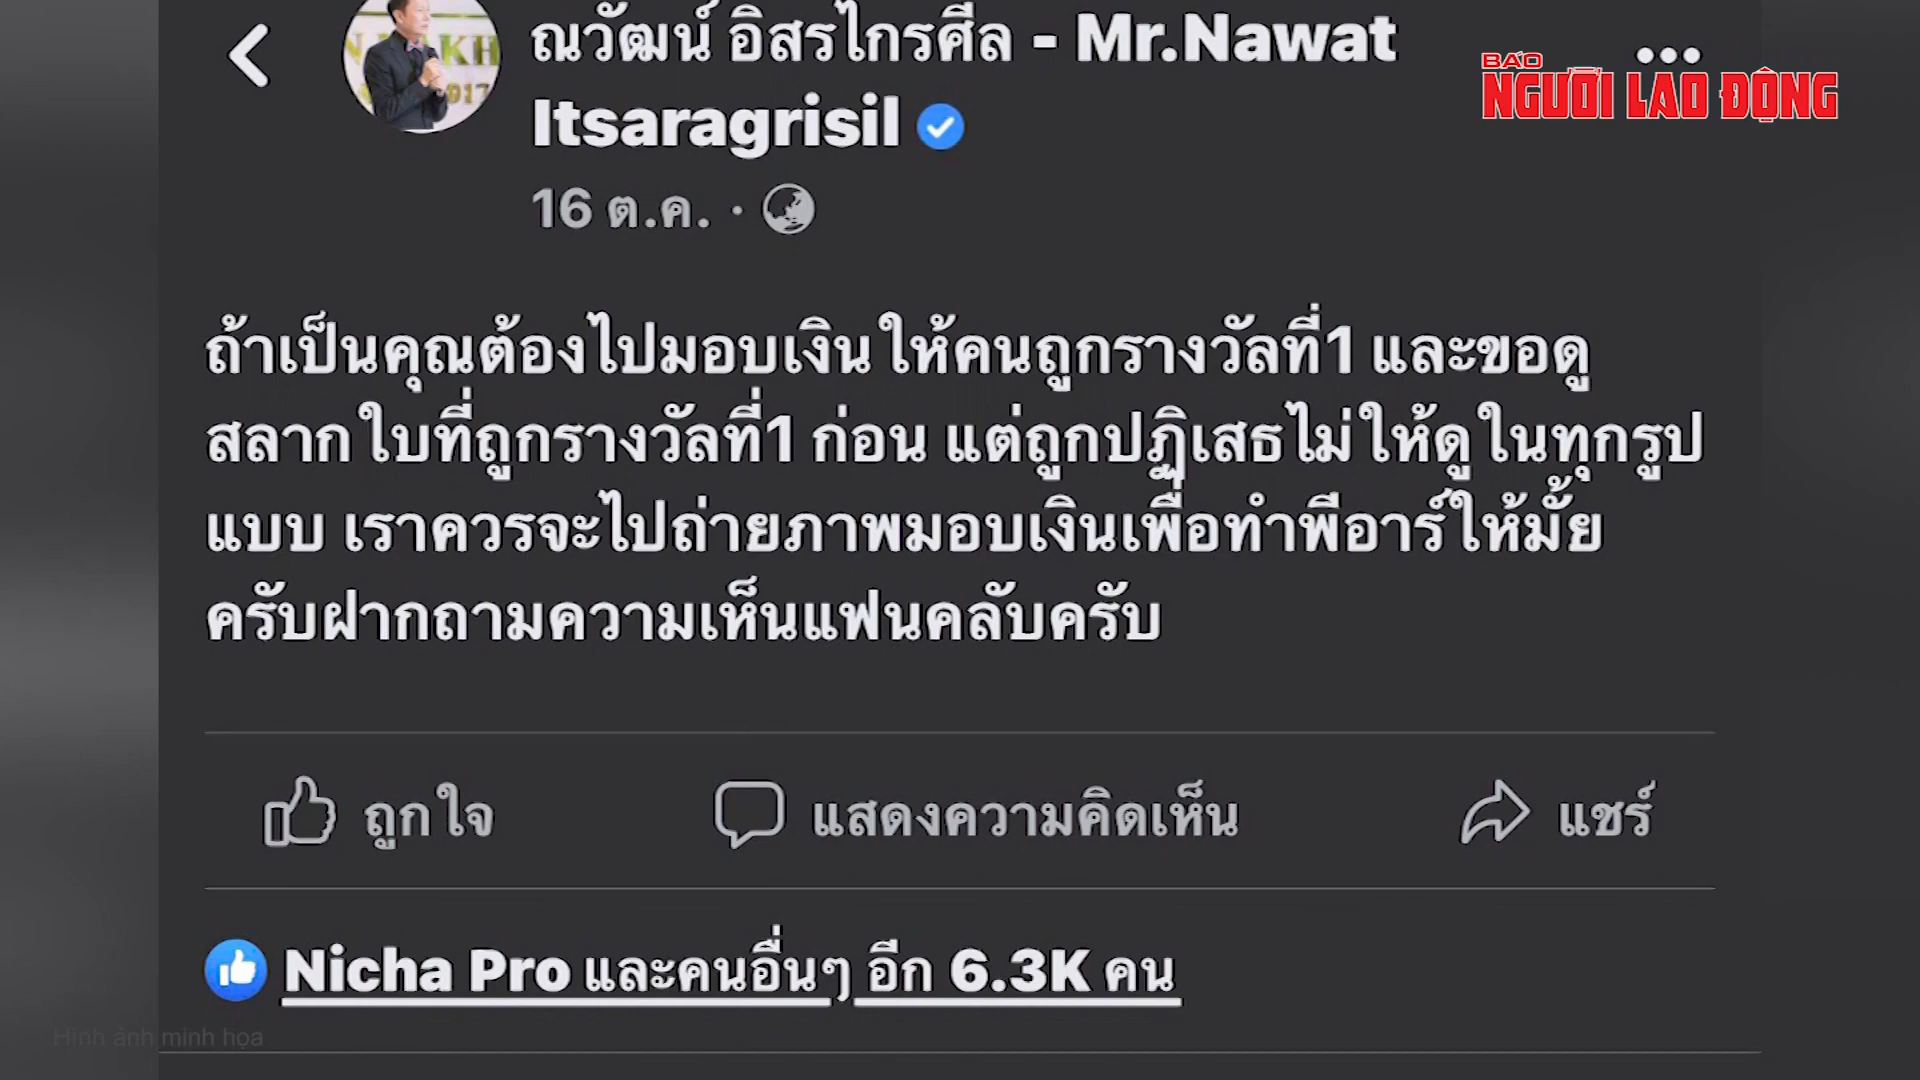 ณวัฒน์ อิสรไกรศีล - Mr.Nawat
Itsaragrisil
BÁO
NGƯỜI LAO ĐỘNG
16 ต.ค. ·
ถ้าเป็นคุณต้องไปมอบเงินให้คนถูกรางวัลที่1 และขอดู
สลากใบที่ถูกรางวัลที่1 ก่อน แต่ถูกปฏิเสธไม่ให้ดูในทุกรูป
แบบ เราควรจะไปถ่ายภาพมอบเงินเพื่อทำพีอาร์ให้มั้ย
ครับฝากถามความเห็นแฟนคลับครับ
ถูกใจ
แสดงความคิดเห็น
แชร์
Nicha Pro และคนอื่นๆ อีก 6.3K คน
Hình ảnh minh họa